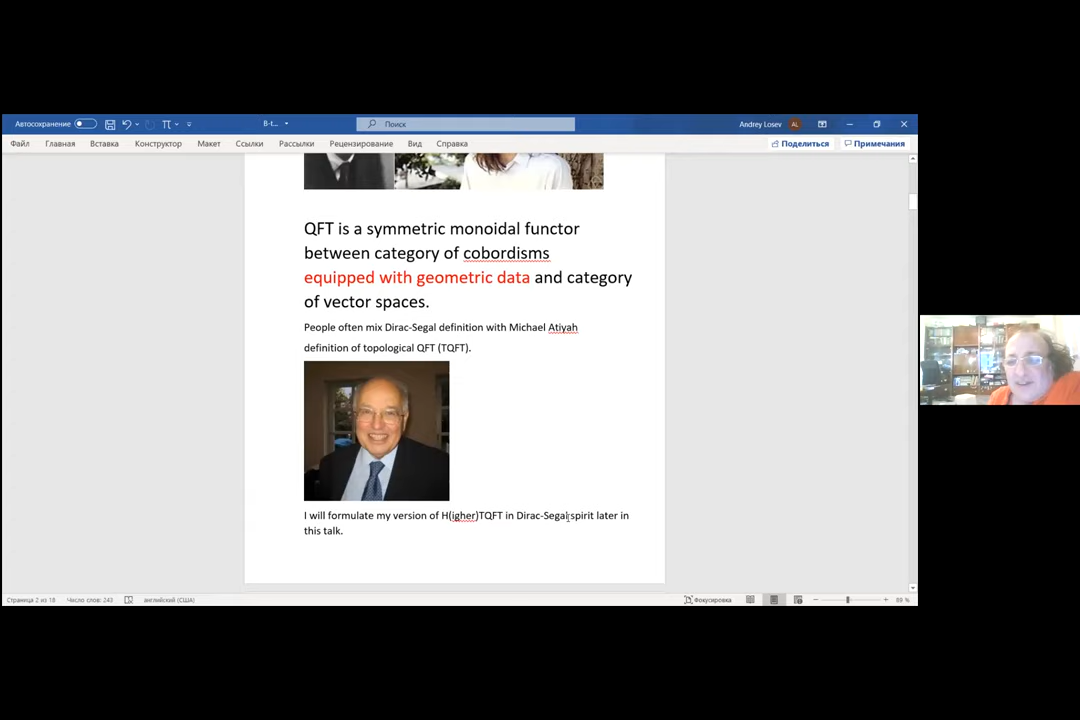 Автосохранение
В-t...
Поиск
Andrey Losev
AL
Файл Главная Вставка Конструктор Макет Ссылки Рассылки Рецензирование Вид Справка
Поделиться
Примечания
QFT is a symmetric monoidal functor
between category of cobordisms
equipped with geometric data and category
of vector spaces.
People often mix Dirac-Segal definition with Michael Atiyah
definition of topological QFT (TQFT).
I will formulate my version of H(igher)TQFT in Dirac-Segal spirit later in
this talk.
Страница 2 из 18 Число слов: 243 английский (США)
Фокусировка
89 %